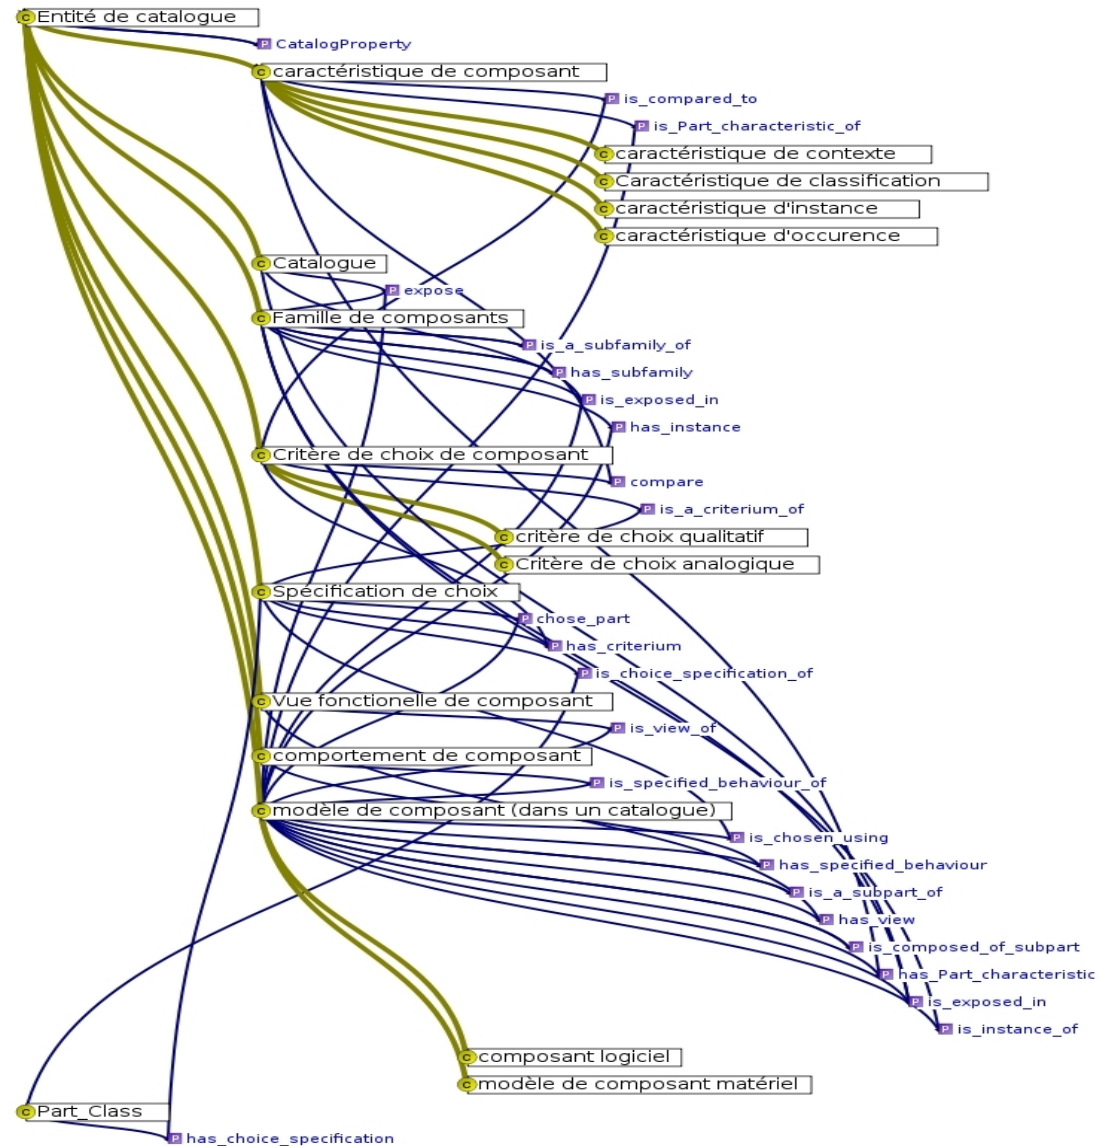 Entité de catalogue
CatalogProperty
caractéristique de composant
is_compared_to
is_Part_characteristic_of
caractéristique de contexte
Caractéristique de classification
caractéristique d'instance
caractéristique d'occurence
Catalogue
expose
Famille de composants
is_a_subfamily_of
has_subfamily
is_exposed_in
has_instance
Critère de choix de composant
compare
is_a_criterium_of
critère de choix qualitatif
Critère de choix analogique
Spécification de choix
chose_part
has_criterium
is_choice_specification_of
Vue fonctionelle de composant
is_view_of
comportement de composant
is_specified_behaviour_of
modèle de composant (dans un catalogue)
is_chosen_using
has_specified_behaviour
is_a_subpart_of
has_view
is_composed_of_subpart
has_Part_characteristic
is_exposed_in
is_instance_of
composant logiciel
modèle de composant matériel
Part_Class
has_choice_specification